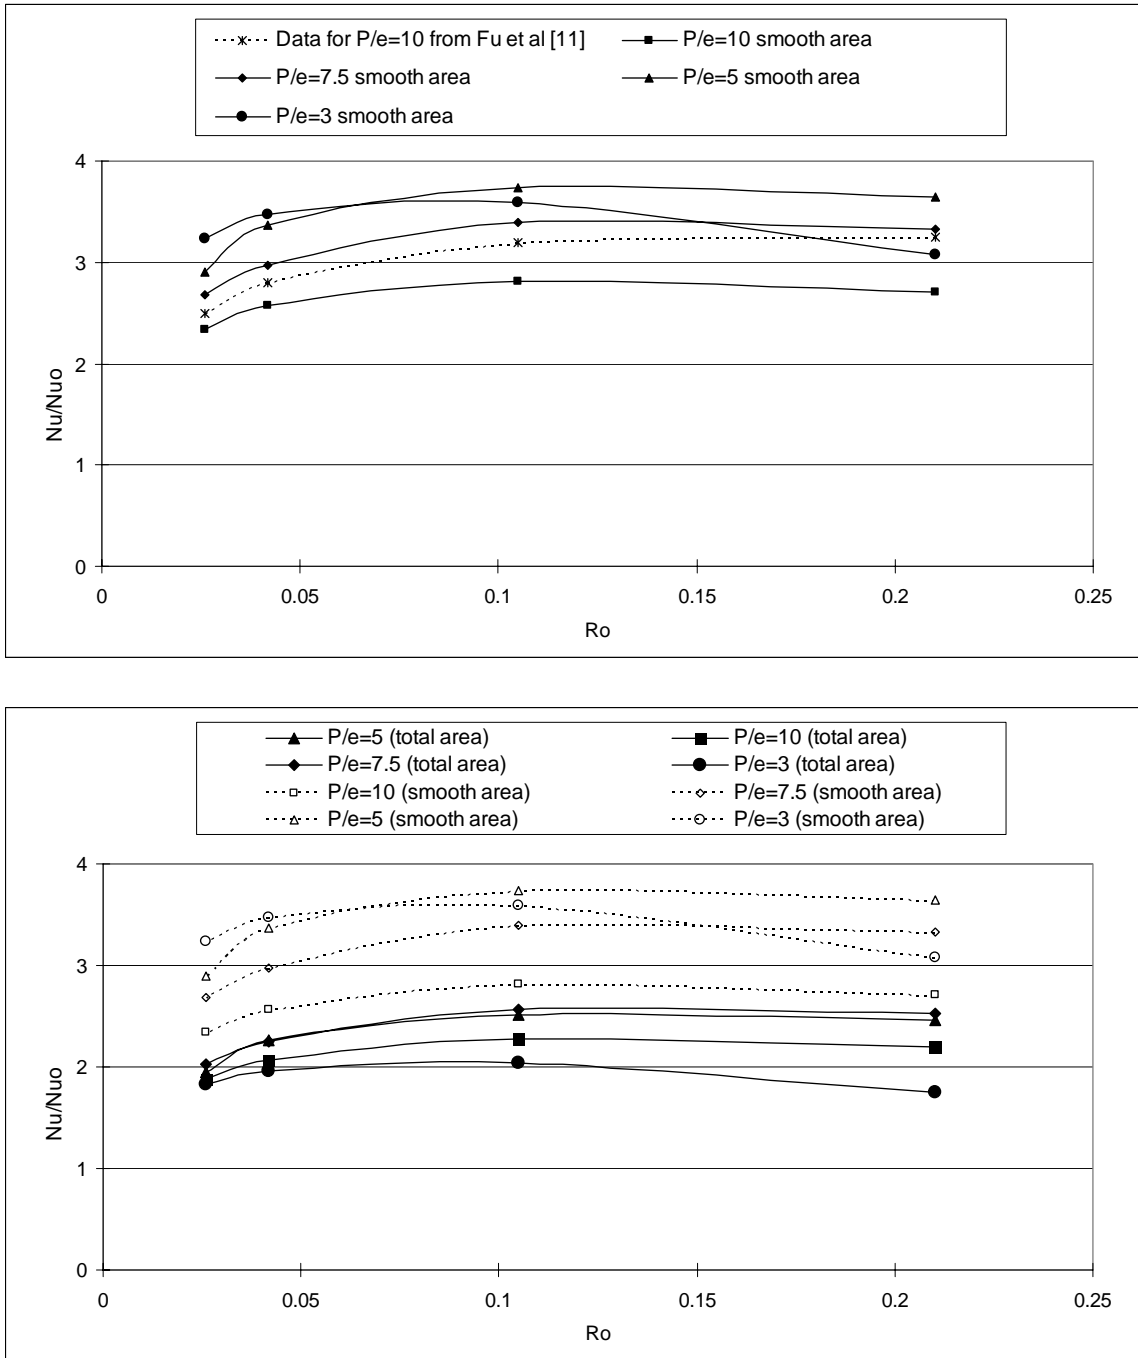 Data for P/e=10 from Fu et al [11] P/e=10 smooth area
P/e=7.5 smooth area P/e=5 smooth area
P/e=3 smooth area
4
3
2
1
0
Nu/Nuo
0 0.05 0.1 0.15 0.2 0.25
Ro
P/e=5 (total area) P/e=10 (total area)
P/e=7.5 (total area) P/e=3 (total area)
P/e=10 (smooth area) P/e=7.5 (smooth area)
P/e=5 (smooth area) P/e=3 (smooth area)
4
3
2
1
0
Nu/Nuo
0 0.05 0.1 0.15 0.2 0.25
Ro